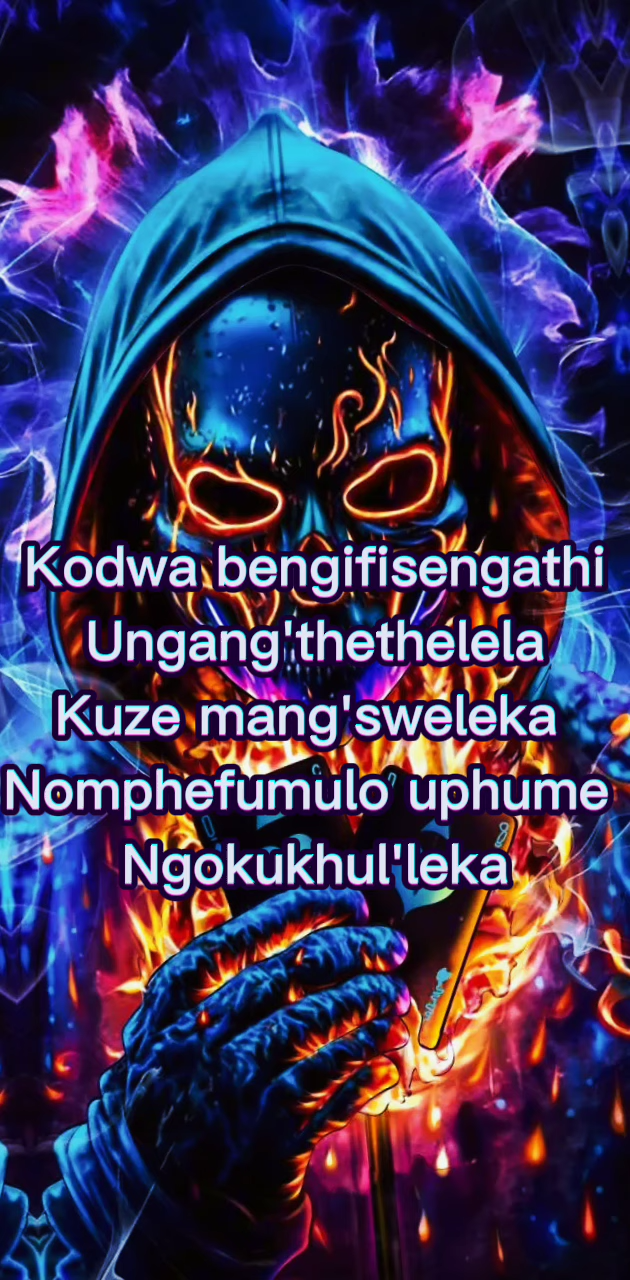 Kodwa bengifisengathi
Ungang'thethelela
Kuze mang'sweleka
Nomphefumulo uphume
Ngokukhul'leka